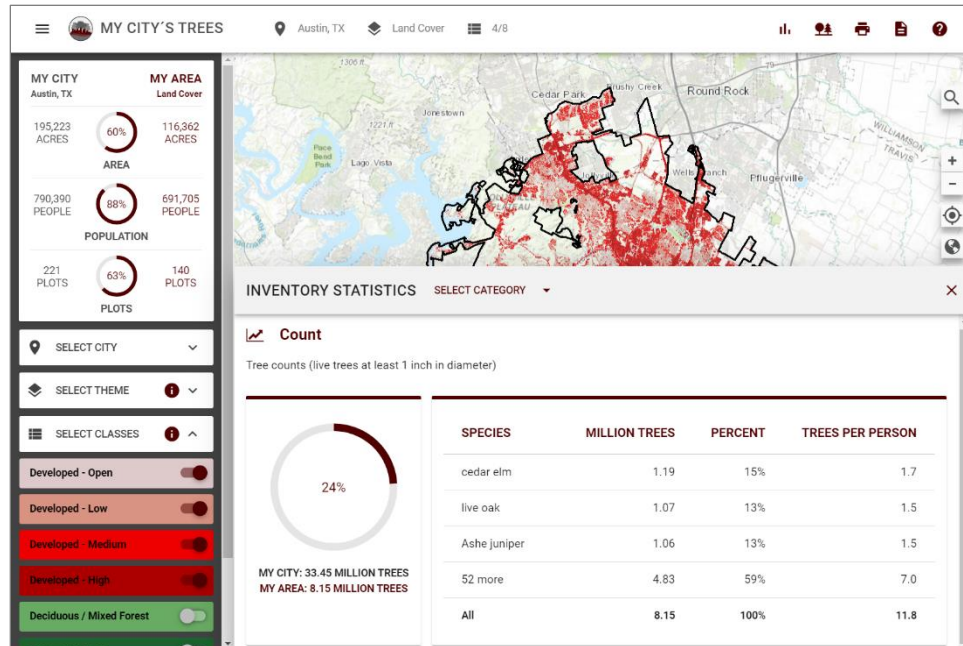 MY CITY´S TREES
Austin, TX
Land Cover
4/8
MY CITY
MY AREA
Austin, TX
Land Cover
195,223
ACRES
60%
116,362
ACRES
AREA
790,390
PEOPLE
88%
691,705
PEOPLE
POPULATION
221
PLOTS
63%
140
PLOTS
PLOTS
SELECT CITY
SELECT THEME
SELECT CLASSES
Developed - Open
Developed - Low
Developed - Medium
Developed - High
Deciduous / Mixed Forest
1306 ft
Cedar Park
Brushy Creek
Round Rock
Jonestown
1221 ft
Pace
Bend
Park
Lago Vista
Jollyville
PLATEAU
Wells Branch
Pflugerville
WILLIAMSON
TRAVIS
79
INVENTORY STATISTICS
SELECT CATEGORY
Count
Tree counts (live trees at least 1 inch in diameter)
24%
MY CITY: 33.45 MILLION TREES
MY AREA: 8.15 MILLION TREES
SPECIES MILLION TREES PERCENT TREES PER PERSON
cedar elm 1.19 15% 1.7
live oak 1.07 13% 1.5
Ashe juniper 1.06 13% 1.5
52 more 4.83 59% 7.0
All 8.15 100% 11.8